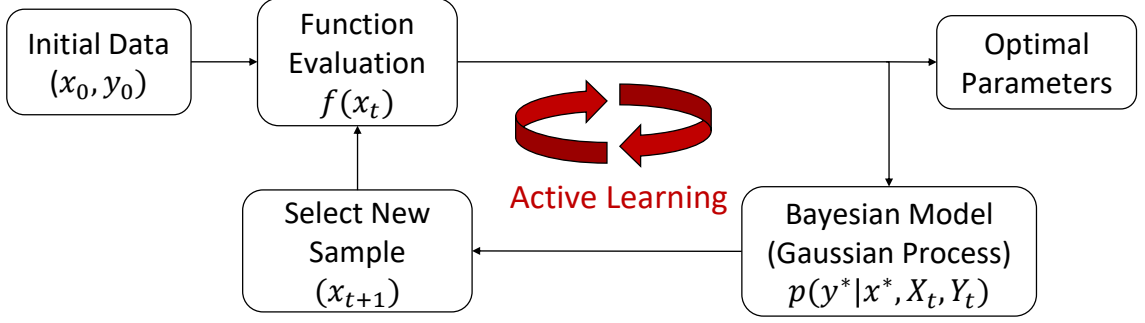 Initial Data
(x₀, y₀)
Function
Evaluation
f(xₜ)
Optimal
Parameters
Active Learning
Select New
Sample
(xₜ₊₁)
Bayesian Model
(Gaussian Process)
p(y*|x*, Xₜ, Yₜ)